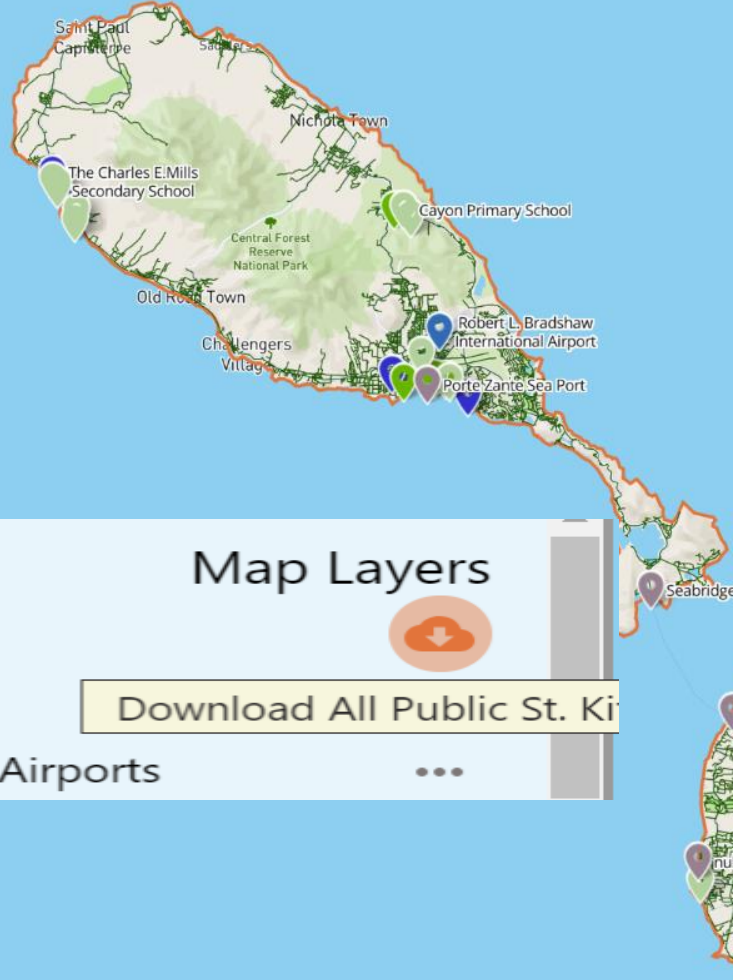 Saint Paul
Capisterre
Saddlers
Nichola Town
The Charles E.Mills
Secondary School
Cayon Primary School
Central Forest
Reserve
National Park
Old Road Town
Robert L. Bradshaw
International Airport
Challengers
Village
Porte Zante Sea Port
Map Layers
Seabridge
Download All Public St. Ki
Airports
nu